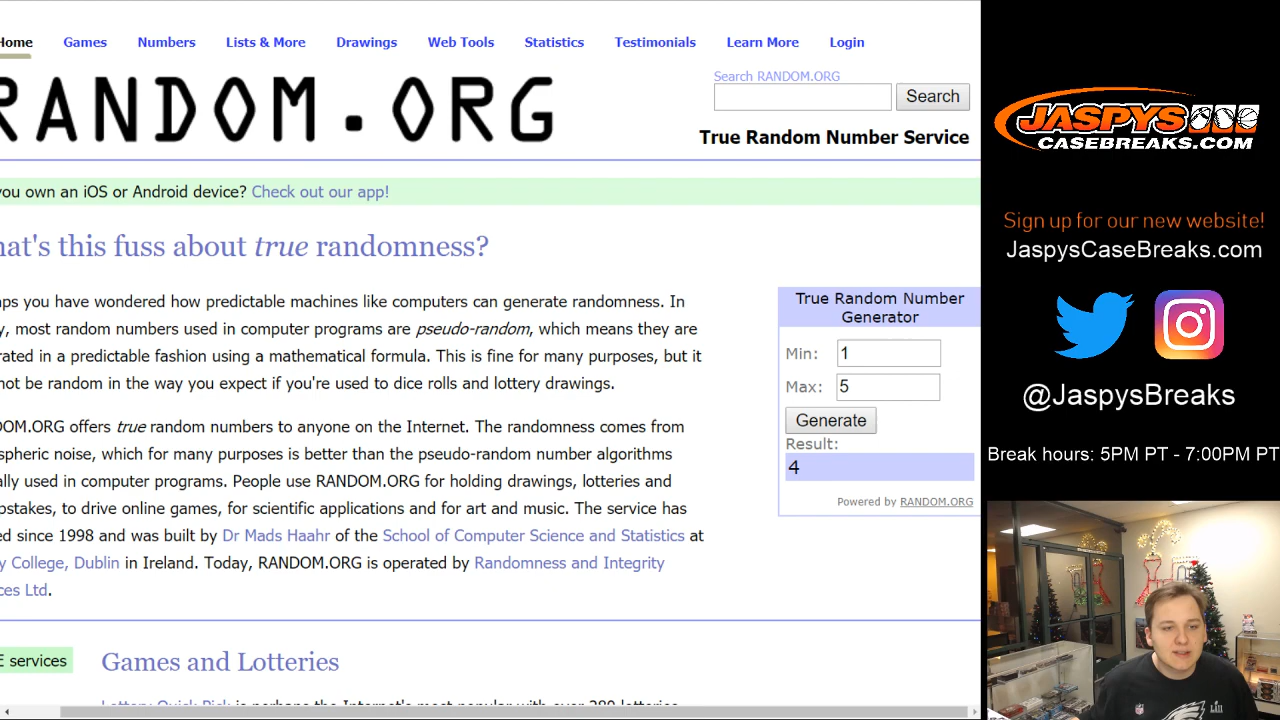 Home Games Numbers Lists & More Drawings Web Tools Statistics Testimonials Learn More Login
RANDOM.ORG
Search RANDOM.ORG
Search
True Random Number Service
you own an iOS or Android device? Check out our app!
hat's this fuss about true randomness?
aps you have wondered how predictable machines like computers can generate randomness. In
y, most random numbers used in computer programs are pseudo-random, which means they are
rated in a predictable fashion using a mathematical formula. This is fine for many purposes, but it
not be random in the way you expect if you're used to dice rolls and lottery drawings.
DOM.ORG offers true random numbers to anyone on the Internet. The randomness comes from
spheric noise, which for many purposes is better than the pseudo-random number algorithms
ally used in computer programs. People use RANDOM.ORG for holding drawings, lotteries and
pstakes, to drive online games, for scientific applications and for art and music. The service has
ed since 1998 and was built by Dr Mads Haahr of the School of Computer Science and Statistics at
y College, Dublin in Ireland. Today, RANDOM.ORG is operated by Randomness and Integrity
ces Ltd.
True Random Number
Generator
Min: 1
Max: 5
Generate
Result:
4
Powered by RANDOM.ORG
E services
Games and Lotteries
Lottery Quick Pick is perhaps the Internet's most popular with over 280 lotteries
JASPYS
CASEBREAKS.COM
Sign up for our new website!
JaspysCaseBreaks.com
@JaspysBreaks
Break hours: 5PM PT - 7:00PM PT